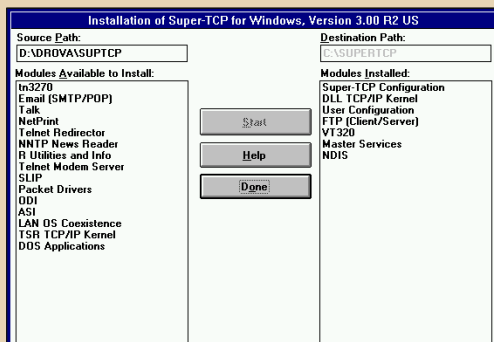 Installation of Super-TCP for Windows, Version 3.00 R2 US
Source Path:
D:\DROVA\SUPTCP
Modules Available to Install:
tn3270
Email (SMTP/POP)
Talk
NetPrint
Telnet Redirector
NNTP News Reader
R Utilities and Info
Telnet Modem Server
SLIP
Packet Drivers
ODI
ASI
LAN OS Coexistence
TSR TCP/IP Kernel
DOS Applications
Start
Help
Done
Destination Path:
C:\SUPERTCP
Modules Installed:
Super-TCP Configuration
DLL TCP/IP Kernel
User Configuration
FTP (Client/Server)
VT320
Master Services
NDIS